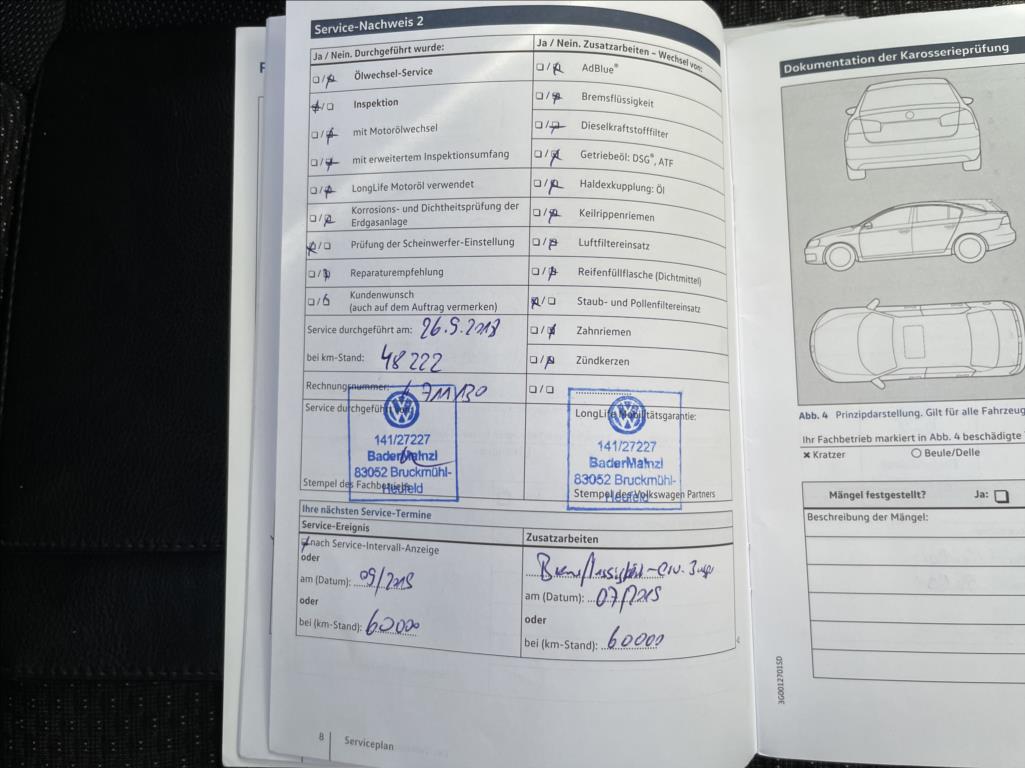 Service-Nachweis 2
Ja / Nein. Durchgeführt wurde:
Ölwechsel-Service
Inspektion
mit Motorölwechsel
mit erweitertem Inspektionsumfang
LongLife Motoröl verwendet
Korrosions- und Dichtheitsprüfung der
Erdgasanlage
Prüfung der Scheinwerfer-Einstellung
Reparaturempfehlung
Kundenwunsch
(auch auf dem Auftrag vermerken)
Service durchgeführt am: 26.9.2018
bei km-Stand: 48222
Rechnungsnummer:
Service durchgeführt
141/27227
BaderMainzl
83052 Bruckmühl-
Heufeld
Stempel des Fachbetriebs
Ja / Nein. Zusatzarbeiten – Wechsel von:
AdBlue®
Bremsflüssigkeit
Dieselkraftstofffilter
Getriebeöl: DSG®, ATF
Haldexkupplung: Öl
Keilrippenriemen
Luftfiltereinsatz
Reifenfüllflasche (Dichtmittel)
Staub- und Pollenfiltereinsatz
Zahnriemen
Zündkerzen
LongLife Mobilitätsgarantie:
141/27227
BaderMainzl
83052 Bruckmühl-
Heufeld
Stempel des Volkswagen Partners
Ihre nächsten Service-Termine
Service-Ereignis
nach Service-Intervall-Anzeige
oder
am (Datum): 09/2019
oder
bei (km-Stand): 60000
Zusatzarbeiten
Bremsflüssigkeit
am (Datum): 07/2019
oder
bei (km-Stand): 60000
8 Serviceplan
Dokumentation der Karosserieprüfung
Abb. 4 Prinzipdarstellung. Gilt für alle Fahrzeug
Ihr Fachbetrieb markiert in Abb. 4 beschädigte
× Kratzer
○ Beule/Delle
Mängel festgestellt? Ja:
Beschreibung der Mängel:
3G0012701SD